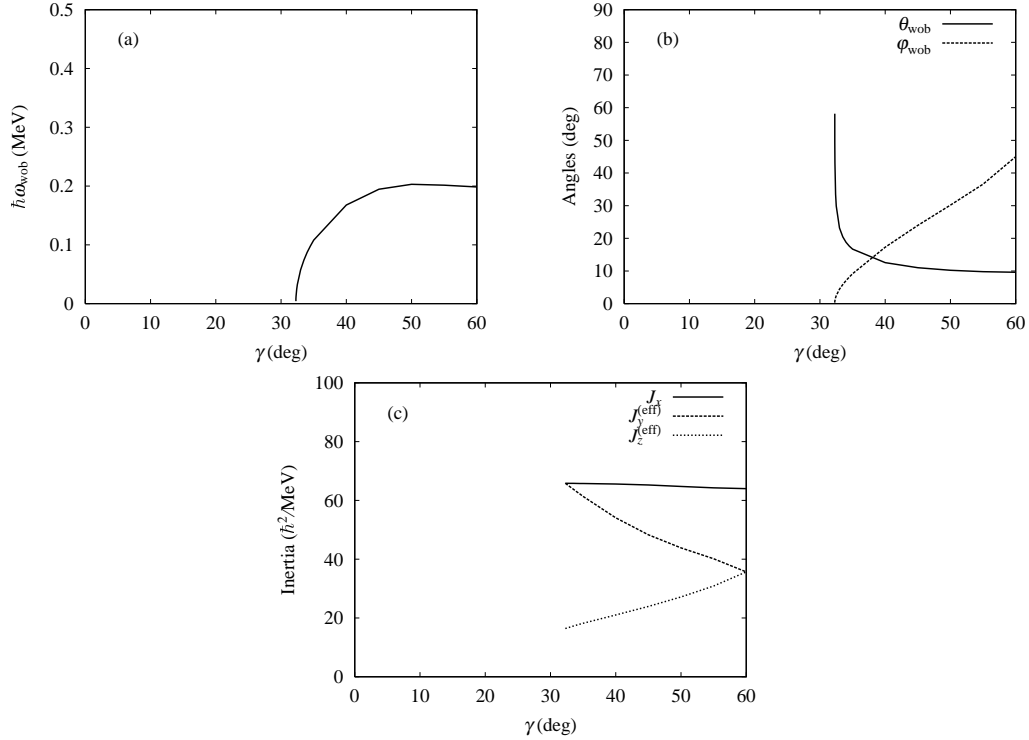 0.5
0.4
0.3
0.2
0.1
0
(a)
ℏω_wob (MeV)
0 10 20 30 40 50 60
γ (deg)
90
80
70
60
50
40
30
20
10
0
(b)
θ_wob
φ_wob
Angles (deg)
0 10 20 30 40 50 60
γ (deg)
100
80
60
40
20
0
(c)
J_x
J_y^(eff)
J_z^(eff)
Inertia (ℏ²/MeV)
0 10 20 30 40 50 60
γ (deg)